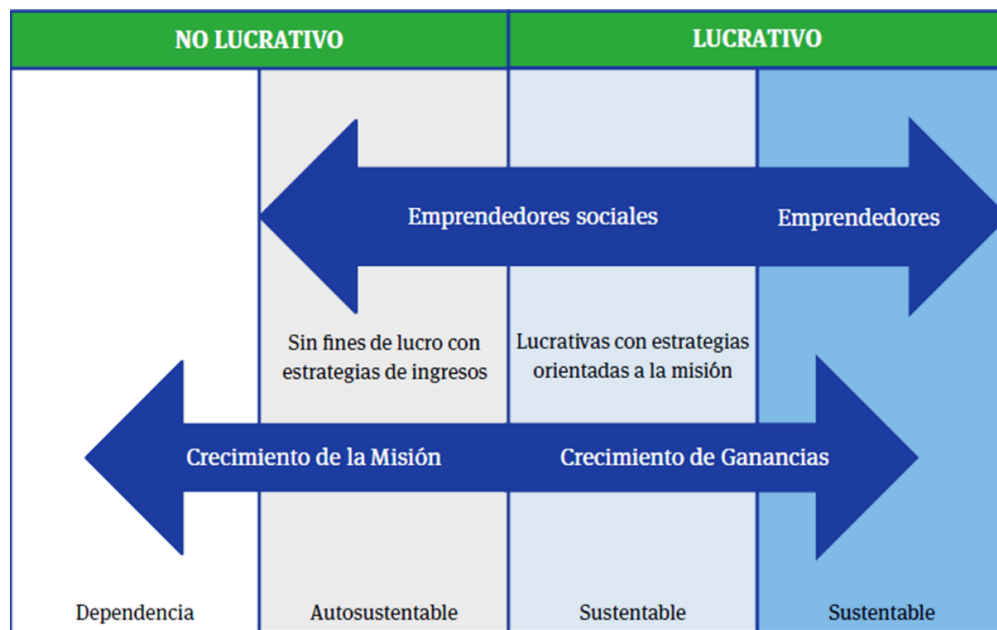 NO LUCRATIVO
LUCRATIVO
Emprendedores sociales
Emprendedores
Sin fines de lucro con
estrategias de ingresos
Lucrativas con estrategias
orientadas a la misión
Crecimiento de la Misión
Crecimiento de Ganancias
Dependencia
Autosustentable
Sustentable
Sustentable